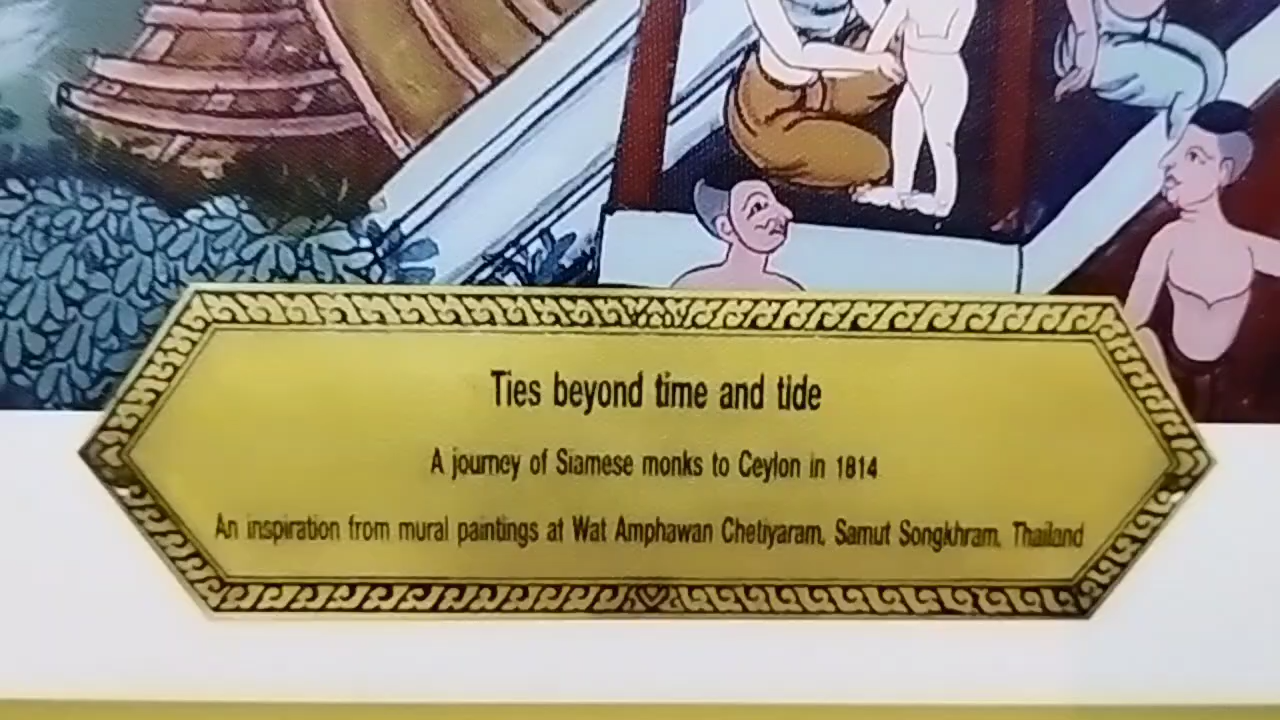 Ties beyond time and tide
A journey of Siamese monks to Ceylon in 1814
An inspiration from mural paintings at Wat Amphawan Chetiyaram, Samut Songkhram, Thailand